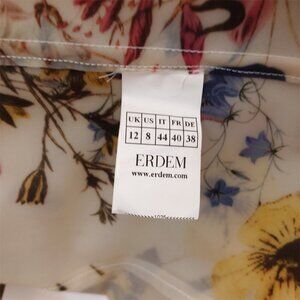 UK US IT FR DE
12 8 44 40 38
ERDEM
www.erdem.com